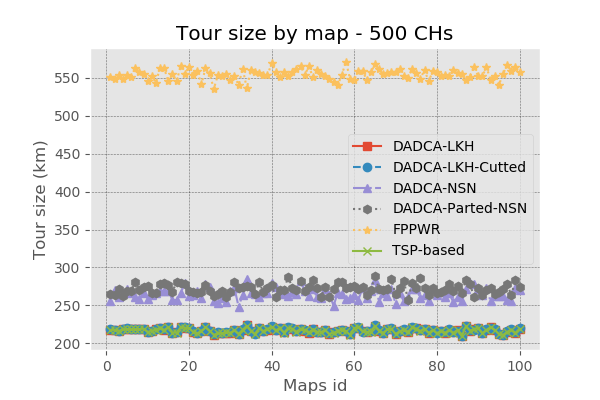 Tour size by map - 500 CHs
Tour size (km)
550
500
450
400
350
300
250
200
DADCA-LKH
DADCA-LKH-Cutted
DADCA-NSN
DADCA-Parted-NSN
FPPWR
TSP-based
0 20 40 60 80 100
Maps id